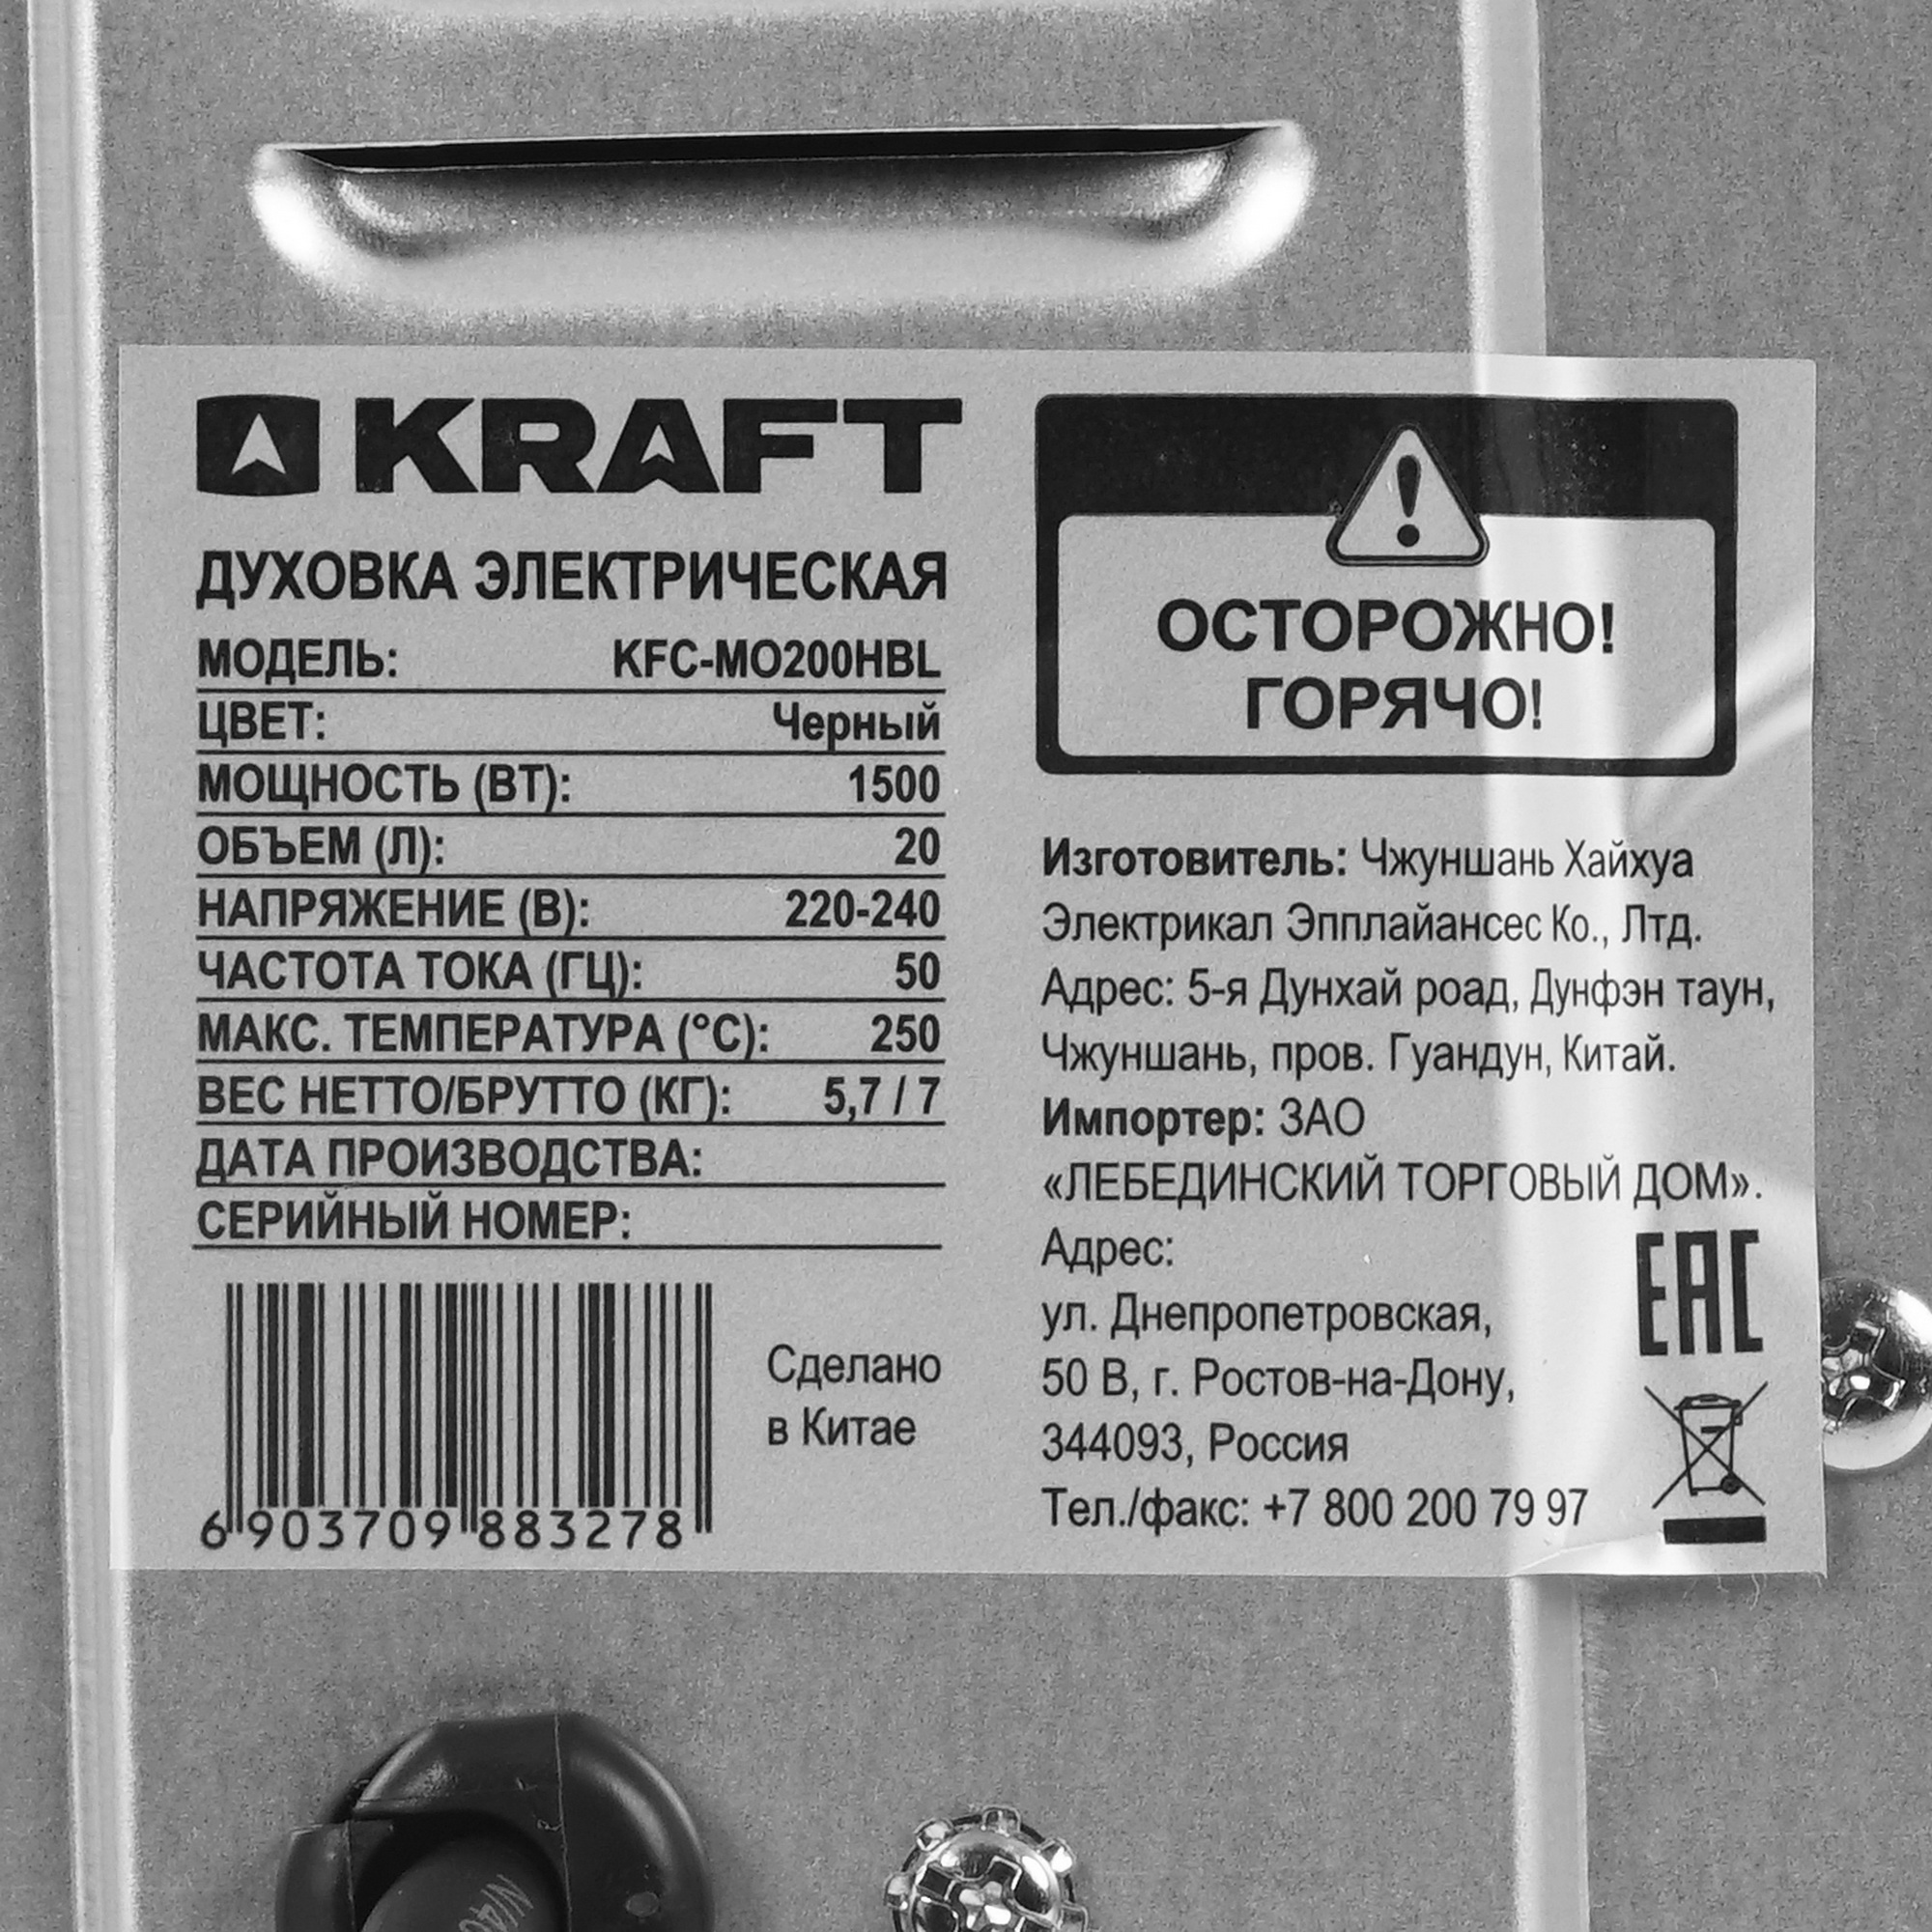 KRAFT
ДУХОВКА ЭЛЕКТРИЧЕСКАЯ
МОДЕЛЬ: KFC-MO200HBL
ЦВЕТ: Черный
МОЩНОСТЬ (ВТ): 1500
ОБЪЕМ (Л): 20
НАПРЯЖЕНИЕ (В): 220-240
ЧАСТОТА ТОКА (ГЦ): 50
МАКС. ТЕМПЕРАТУРА (°C): 250
ВЕС НЕТТО/БРУТТО (КГ): 5,7 / 7
ДАТА ПРОИЗВОДСТВА:
СЕРИЙНЫЙ НОМЕР:
6 903709 883278
Сделано
в Китае
ОСТОРОЖНО!
ГОРЯЧО!
Изготовитель: Чжуншань Хайхуа
Электрикал Эпплайансес Ко., Лтд.
Адрес: 5-я Дунхай роад, Дунфэн таун,
Чжуншань, пров. Гуандун, Китай.
Импортер: ЗАО
«ЛЕБЕДИНСКИЙ ТОРГОВЫЙ ДОМ».
Адрес:
ул. Днепропетровская,
50 В, г. Ростов-на-Дону,
344093, Россия
Тел./факс: +7 800 200 79 97
EAC